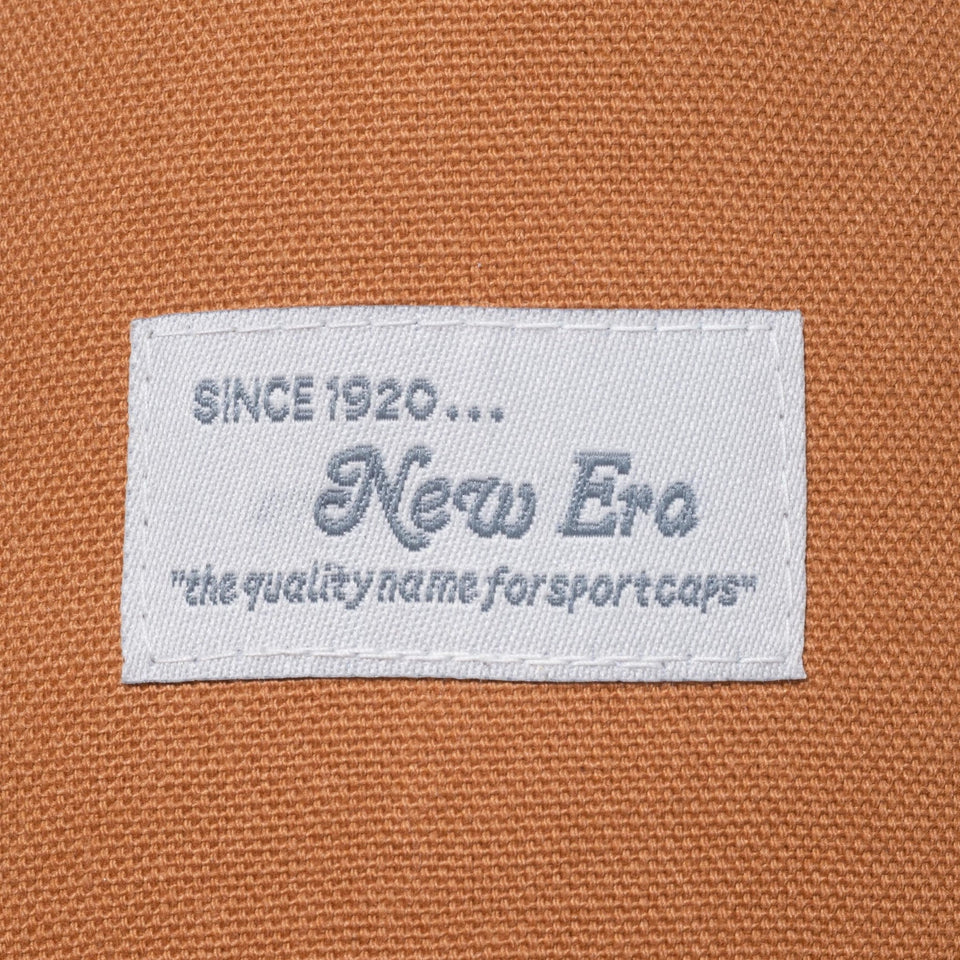 SINCE 1920...
New Era
"the quality name for sport caps"